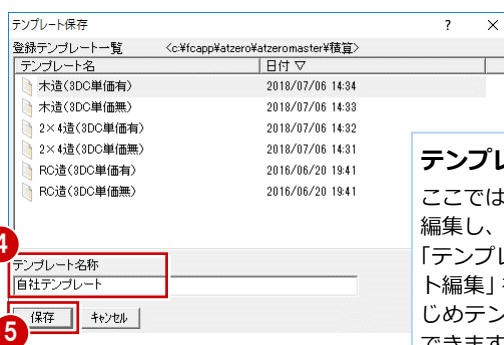 テンプレート保存 ? ×
登録テンプレート一覧 <c:¥fcapp¥atzero¥atzeromaster¥積算>
テンプレート名 日付 ▽
木造(3DC単価有) 2018/07/06 14:34
木造(3DC単価無) 2018/07/06 14:33
2×4造(3DC単価有) 2018/07/06 14:32
2×4造(3DC単価無) 2018/07/06 14:31
RC造(3DC単価有) 2016/06/20 19:41
RC造(3DC単価無) 2016/06/20 19:41
4
テンプレート名称
自社テンプレート
5
保存 キャンセル
テンプレ
ここでは
編集し、
「テンプレ
ト編集」
じめテン
できます